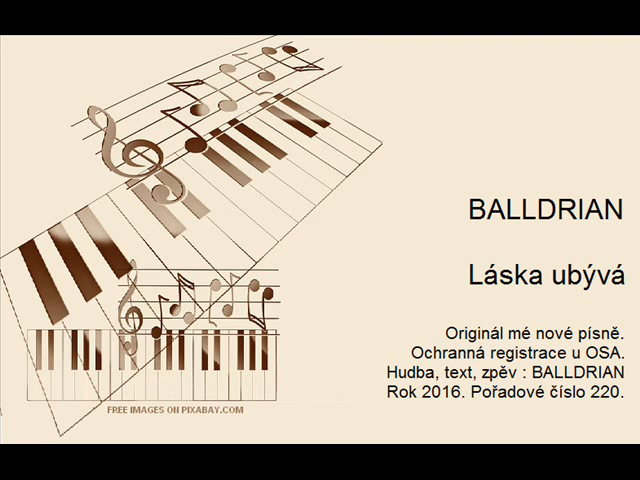 BALLDRIAN
Láska ubývá
Originál mé nové písně.
Ochranná registrace u OSA.
Hudba, text, zpěv : BALLDRIAN
Rok 2016. Pořadové číslo 220.
FREE IMAGES ON PIXABAY.COM